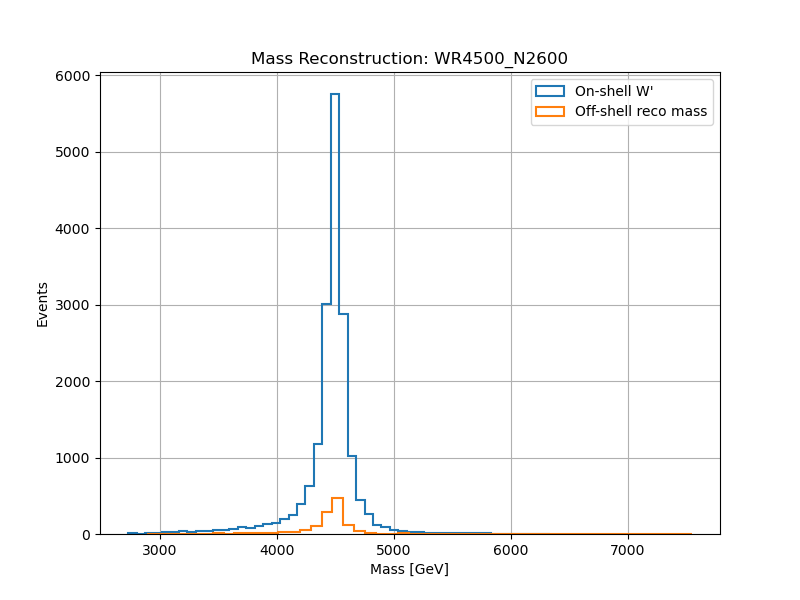 Mass Reconstruction: WR4500_N2600
On-shell W'
Off-shell reco mass
6000
5000
4000
3000
2000
1000
0
Events
3000 4000 5000 6000 7000
Mass [GeV]